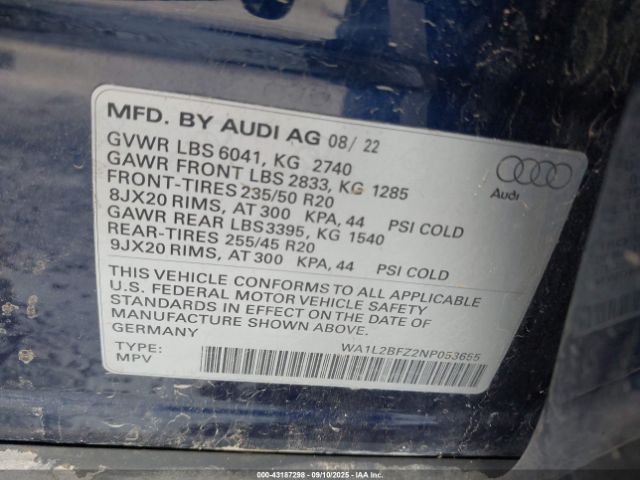 MFD. BY AUDI AG 08/ 22
GVWR LBS 6041, KG 2740
GAWR FRONT LBS 2833, KG 1285
FRONT-TIRES 235/50 R20
8JX20 RIMS, AT 300 KPA, 44 PSI COLD
GAWR REAR LBS3395, KG 1540
REAR-TIRES 255/45 R20
9JX20 RIMS, AT 300 KPA, 44 PSI COLD
Audi
THIS VEHICLE CONFORMS TO ALL APPLICABLE
U.S. FEDERAL MOTOR VEHICLE SAFETY
STANDARDS IN EFFECT ON THE DATE OF
MANUFACTURE SHOWN ABOVE.
GERMANY
WA1L2BFZ2NP053655
TYPE:
MPV
00-43187298 - 09/10/2025 - IAAI.com